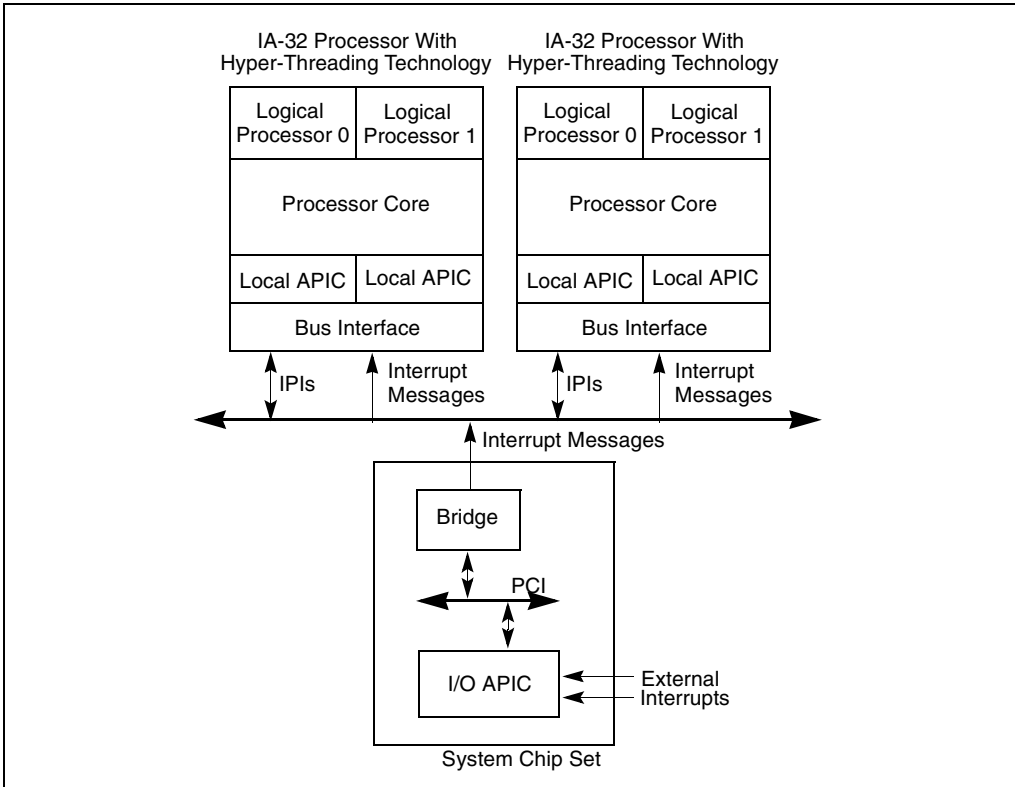 IA-32 Processor With
Hyper-Threading Technology
IA-32 Processor With
Hyper-Threading Technology
Logical
Processor 0
Logical
Processor 1
Logical
Processor 0
Logical
Processor 1
Processor Core
Processor Core
Local APIC
Local APIC
Local APIC
Local APIC
Bus Interface
Bus Interface
IPIs
Interrupt
Messages
IPIs
Interrupt
Messages
Interrupt Messages
Bridge
PCI
I/O APIC
External
Interrupts
System Chip Set